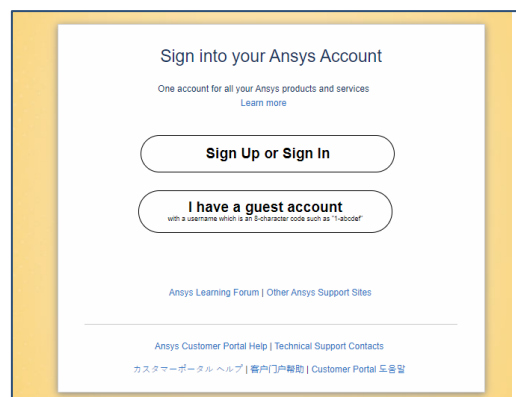 Sign into your Ansys Account
One account for all your Ansys products and services
Learn more
Sign Up or Sign In
I have a guest account
with a username which is an 8-character code such as "1-abcdef"
Ansys Learning Forum | Other Ansys Support Sites
Ansys Customer Portal Help | Technical Support Contacts
カスタマーポータル ヘルプ | 客户门户帮助 | Customer Portal 도움말